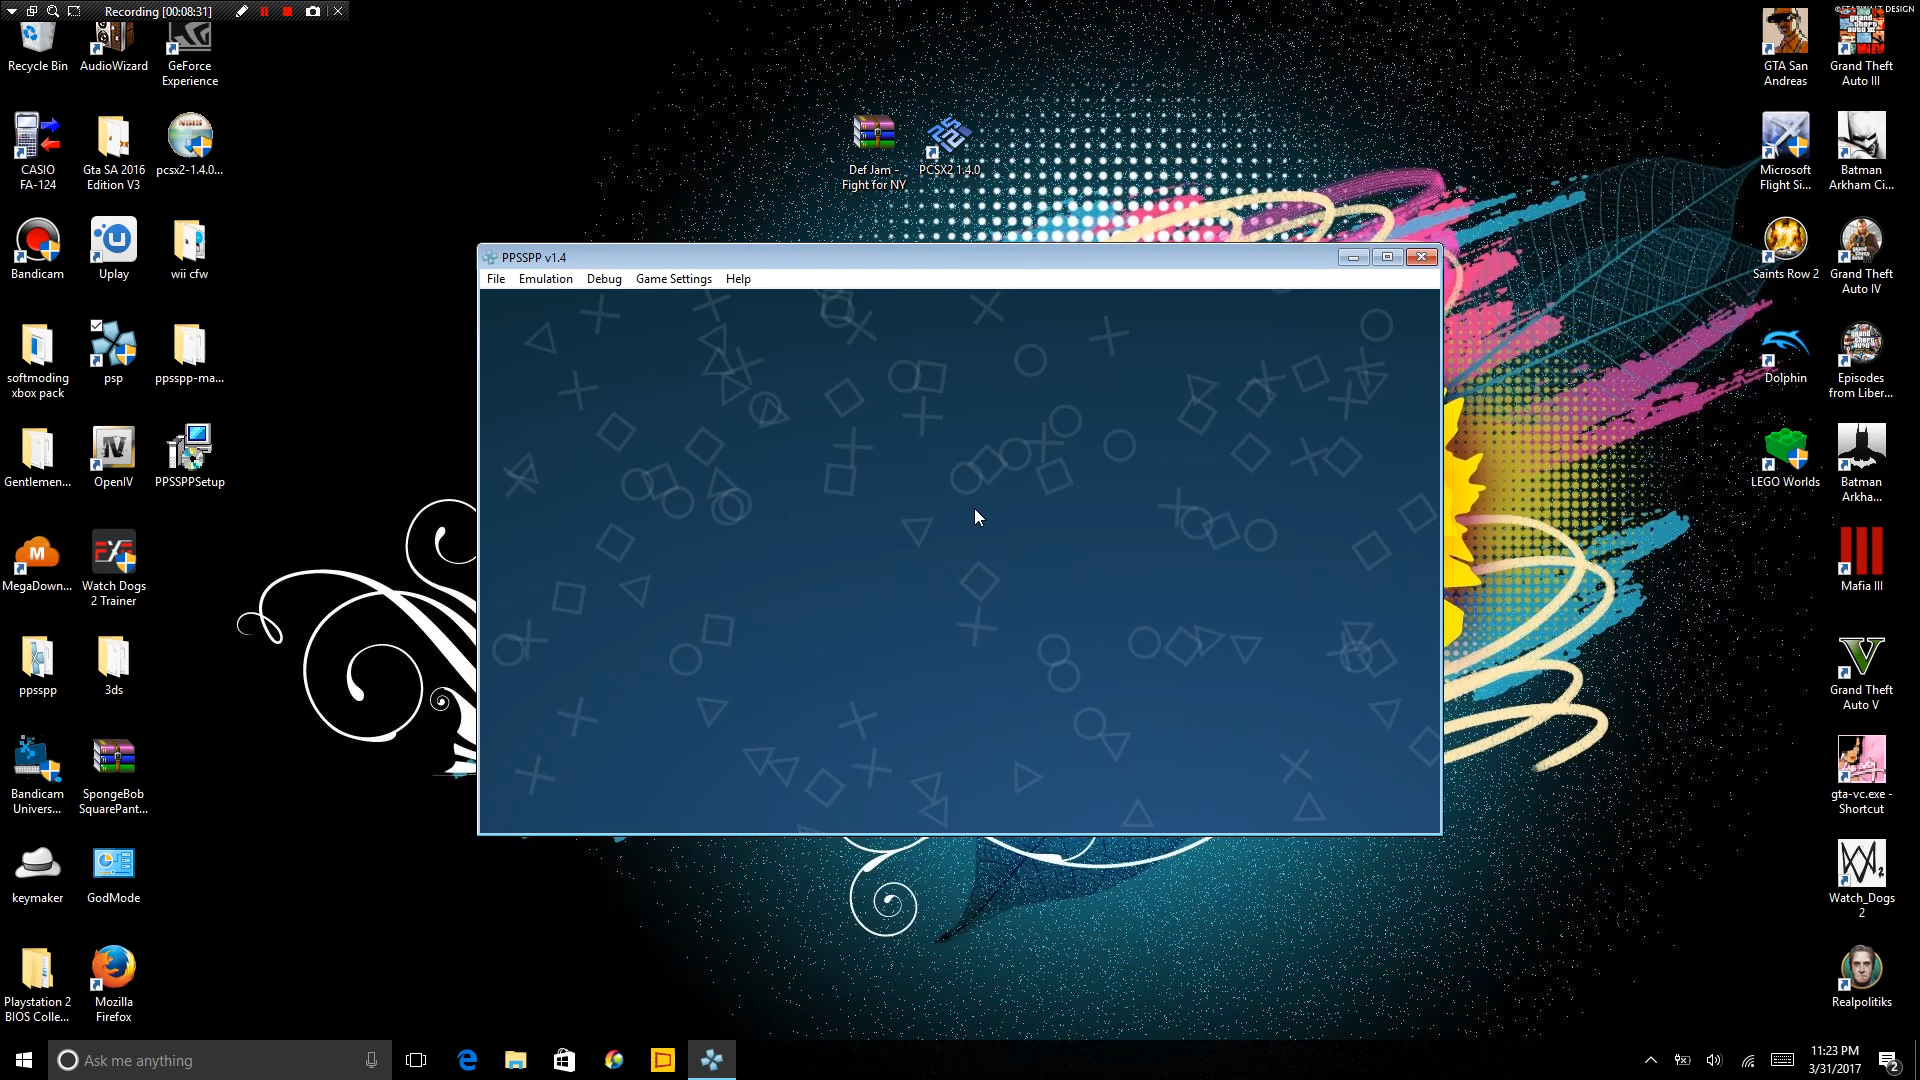 Recording [00:08:31]
Recycle Bin
AudioWizard
GeForce
Experience
CASIO
FA-124
Gta SA 2016
Edition V3
pcsx2-1.4.0...
Bandicam
Uplay
wii cfw
softmoding
xbox pack
psp
ppsspp-ma...
Gentlemen...
OpenIV
PPSSPPSetup
MegaDown...
Watch Dogs
2 Trainer
ppsspp
3ds
Bandicam
Univers...
SpongeBob
SquarePant...
keymaker
GodMode
Playstation 2
BIOS Colle...
Mozilla
Firefox
Def Jam -
Fight for NY
PCSX2 1.4.0
PPSSPP v1.4
File Emulation Debug Game Settings Help
DESIGN
GTA San
Andreas
Grand Theft
Auto III
Microsoft
Flight Si...
Batman
Arkham Ci...
Saints Row 2
Grand Theft
Auto IV
Dolphin
Episodes
from Liber...
LEGO Worlds
Batman
Arkha...
Mafia III
Grand Theft
Auto V
gta-vc.exe -
Shortcut
Watch_Dogs
2
Realpolitiks
Ask me anything
11:23 PM
3/31/2017
2